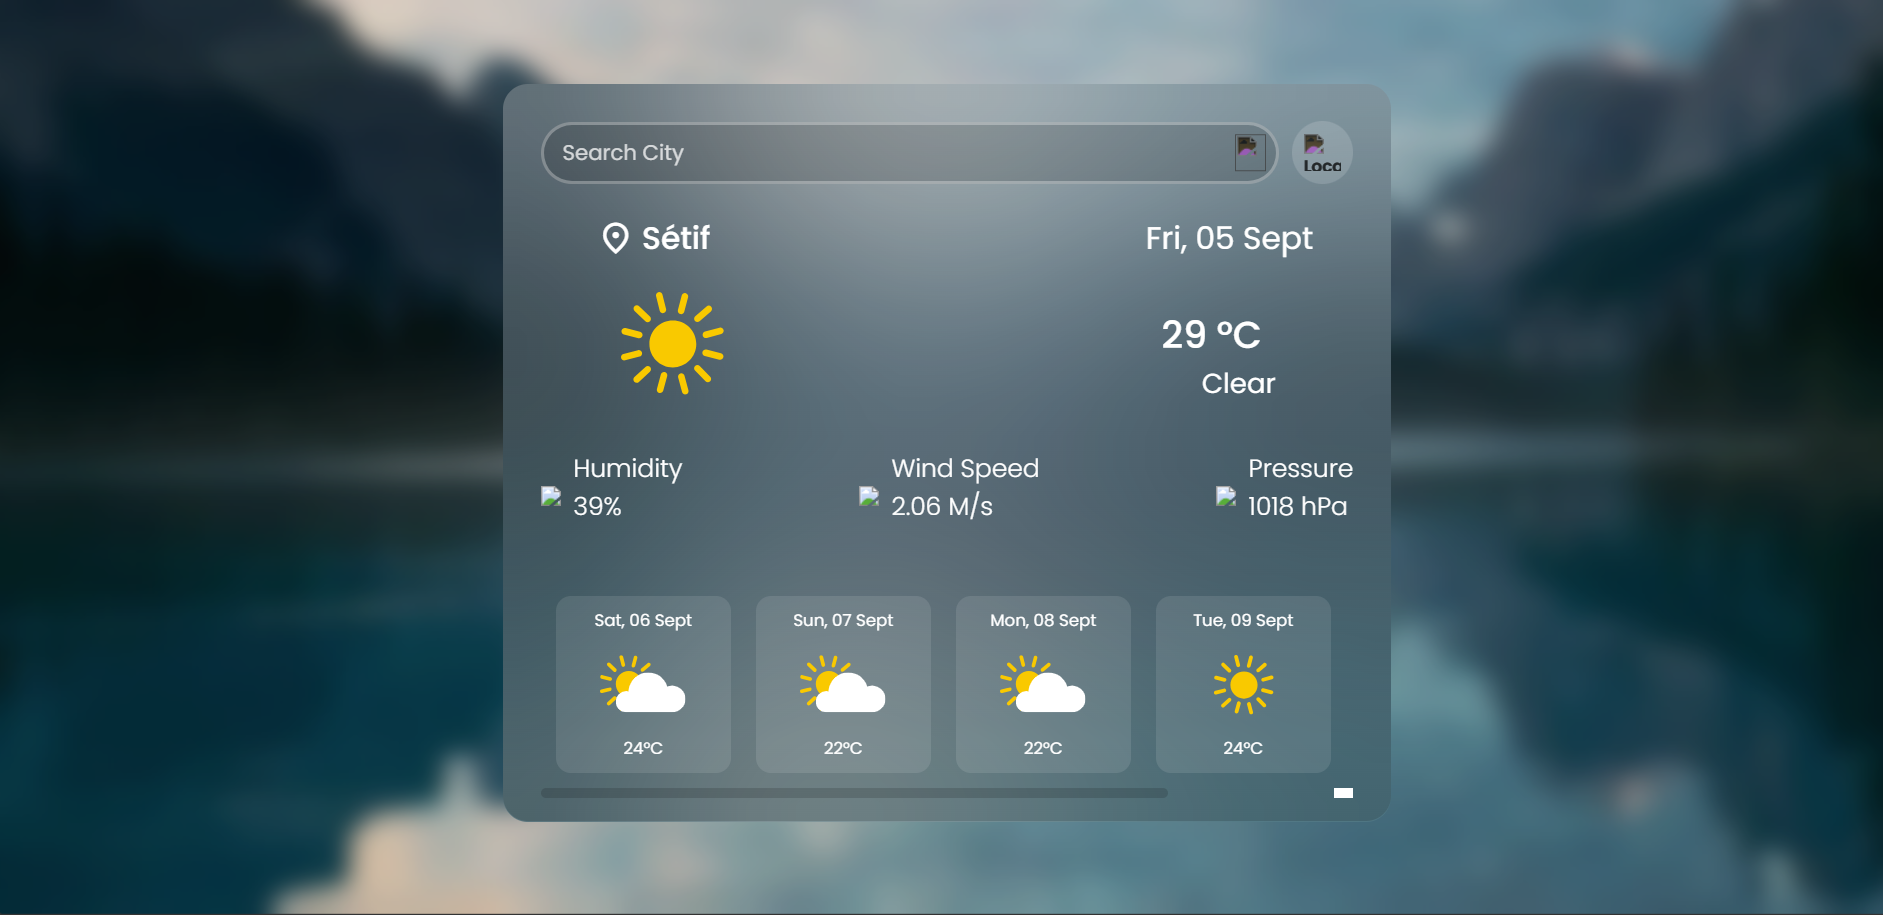 Search City
Loca
Sétif
Fri, 05 Sept
29 °C
Clear
Humidity
39%
Wind Speed
2.06 M/s
Pressure
1018 hPa
Sat, 06 Sept
24°C
Sun, 07 Sept
22°C
Mon, 08 Sept
22°C
Tue, 09 Sept
24°C